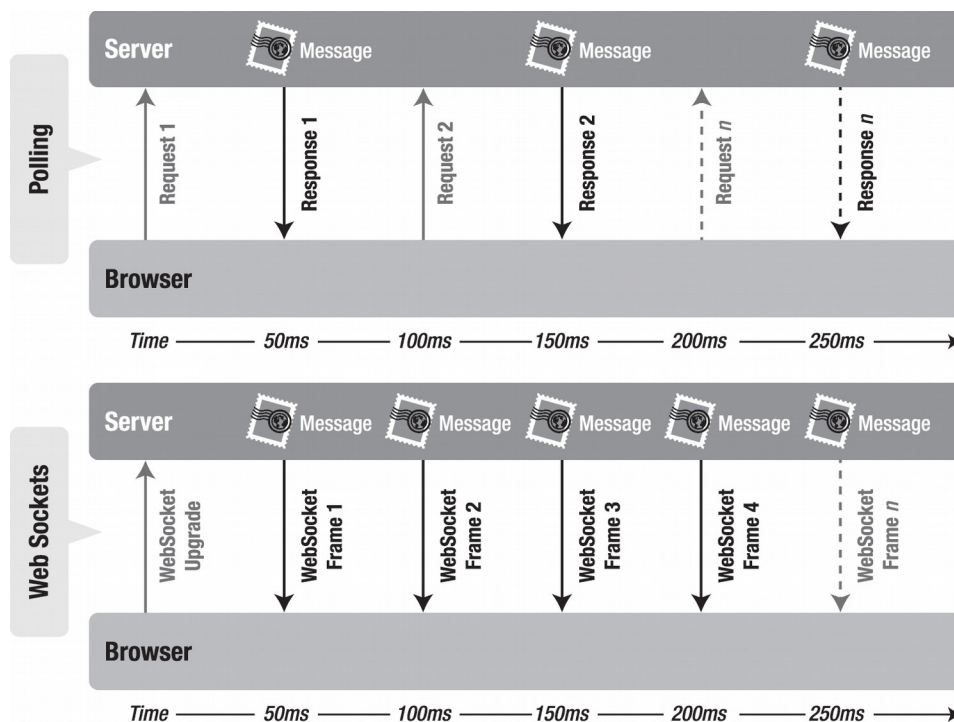 Polling
Server
Message
Message
Message
Request 1
Response 1
Request 2
Response 2
Request n
Response n
Browser
Time
50ms
100ms
150ms
200ms
250ms
Web Sockets
Server
Message
Message
Message
Message
Message
WebSocket
Upgrade
WebSocket
Frame 1
WebSocket
Frame 2
WebSocket
Frame 3
WebSocket
Frame 4
WebSocket
Frame n
Browser
Time
50ms
100ms
150ms
200ms
250ms